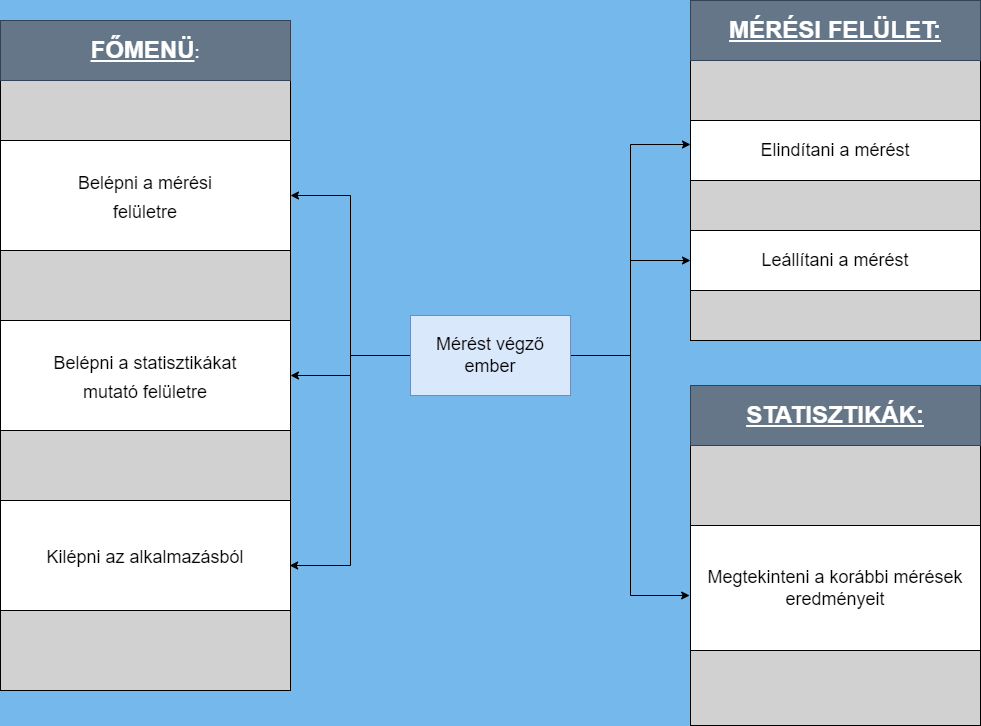 FŐMENÜ:
Belépni a mérési
felületre
Belépni a statisztikákat
mutató felületre
Kilépni az alkalmazásból
Mérést végző
ember
MÉRÉSI FELÜLET:
Elindítani a mérést
Leállítani a mérést
STATISZTIKÁK:
Megtekinteni a korábbi mérések
eredményeit